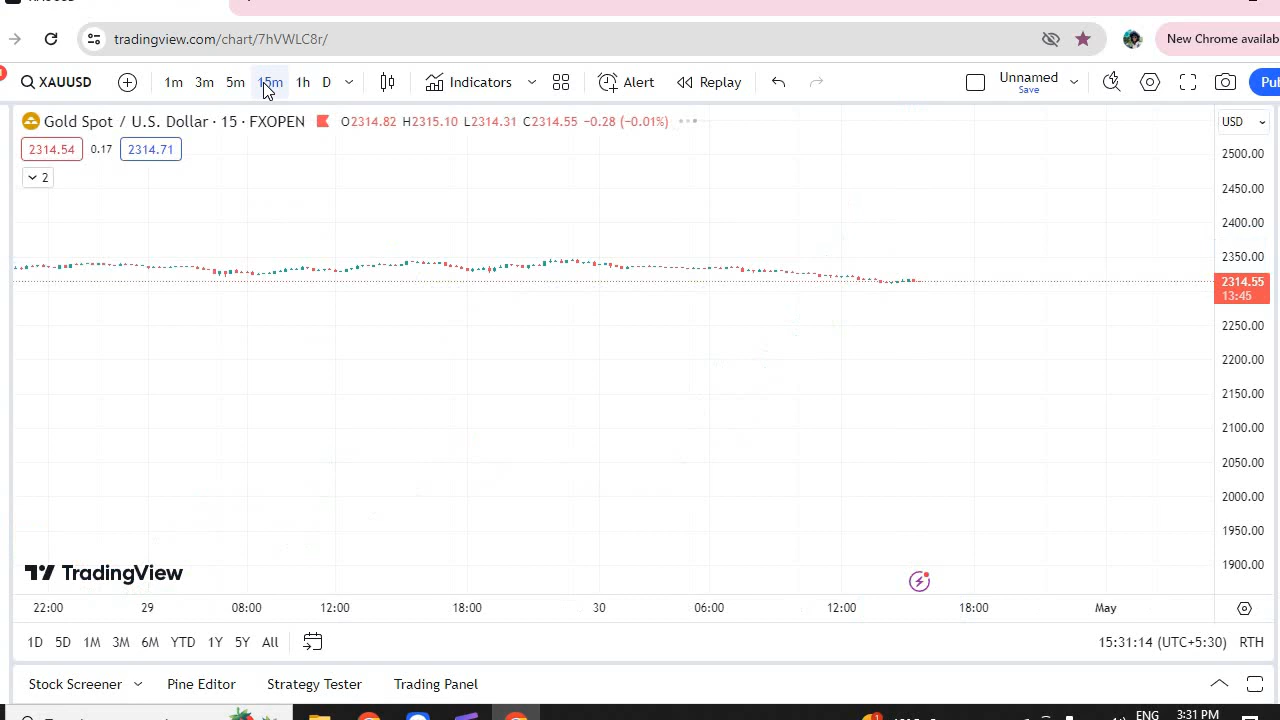 tradingview.com/chart/7hVWLC8r/
New Chrome availab
XAUUSD 1m 3m 5m 15m 1h D Indicators Alert Replay Unnamed Save Pu
Gold Spot / U.S. Dollar · 15 · FXOPEN O2314.82 H2315.10 L2314.31 C2314.55 −0.28 (−0.01%)
USD
2314.54 0.17 2314.71
2
2500.00
2450.00
2400.00
2350.00
2314.55
13:45
2250.00
2200.00
2150.00
2100.00
2050.00
2000.00
1950.00
1900.00
TradingView
22:00 29 08:00 12:00 18:00 30 06:00 12:00 18:00 May
1D 5D 1M 3M 6M YTD 1Y 5Y All 15:31:14 (UTC+5:30) RTH
Stock Screener Pine Editor Strategy Tester Trading Panel
ENG 3:31 PM